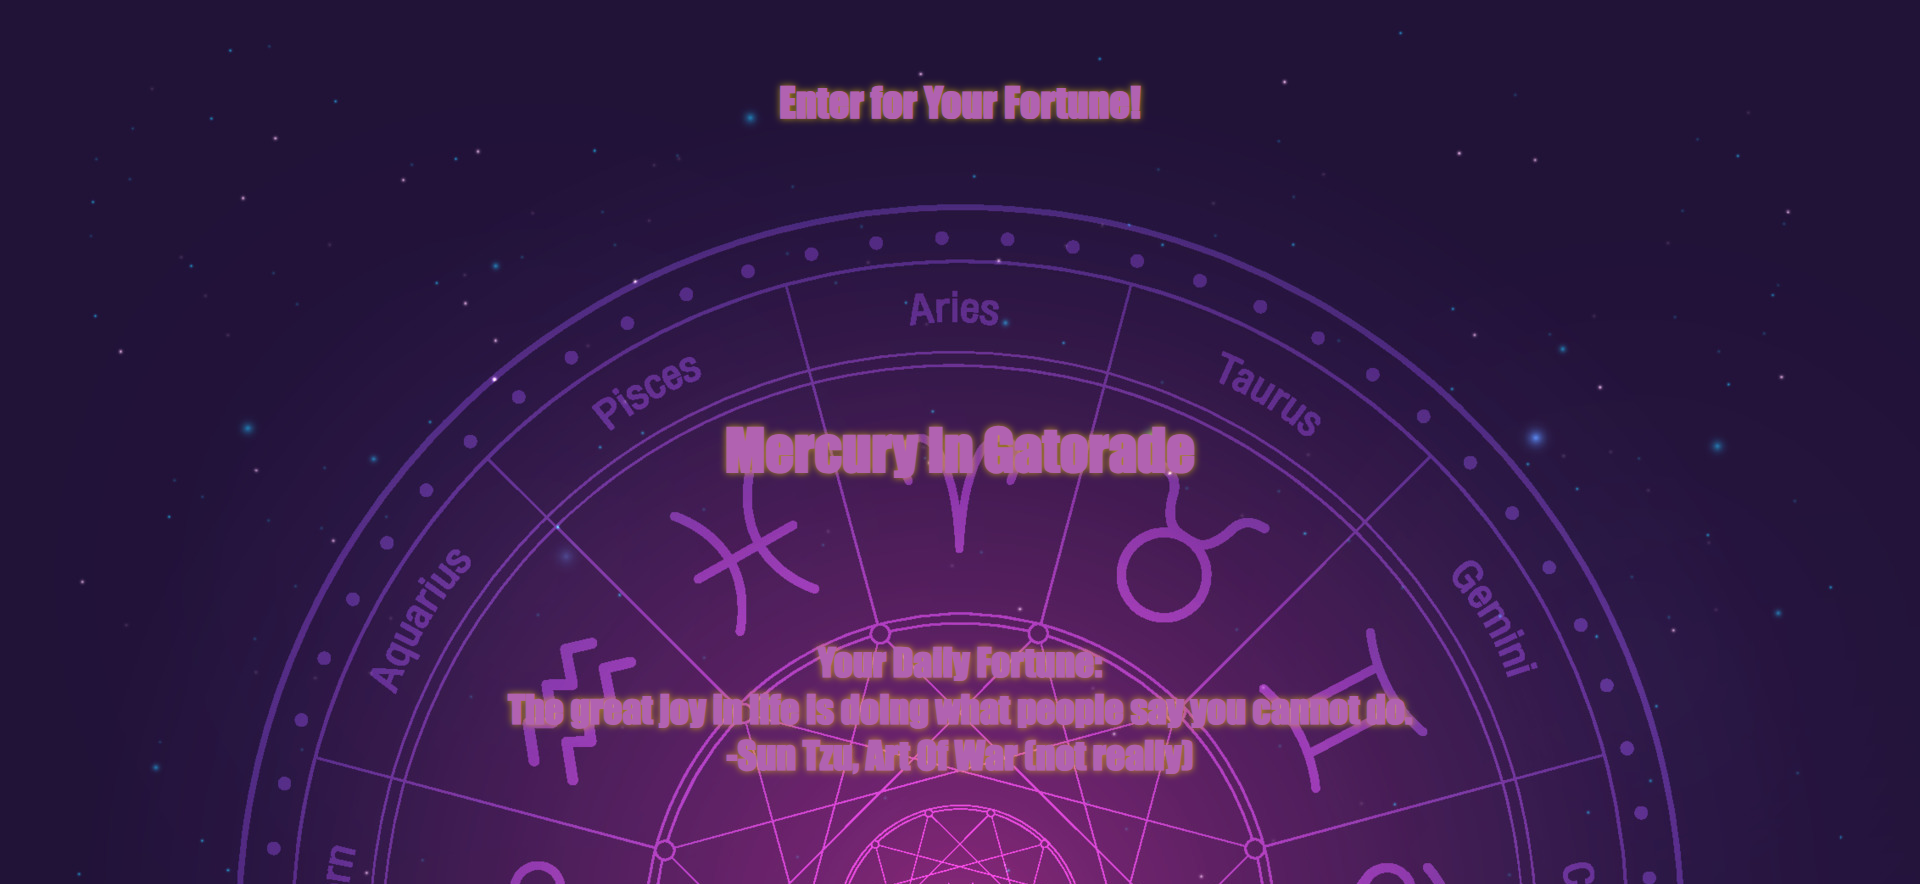 Enter for Your Fortune!
Aries
Pisces
Taurus
Mercury in Gatorade
Aquarius
Gemini
Your Daily Fortune:
The great joy in life is doing what people say you cannot do.
-Sun Tzu, Art Of War (not really)
rn
C